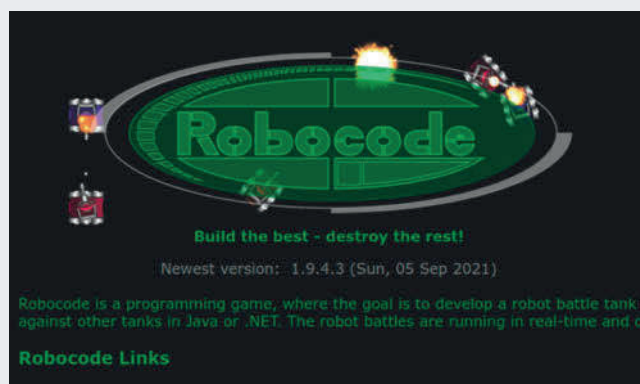 Robocode
Build the best - destroy the rest!
Newest version: 1.9.4.3 (Sun, 05 Sep 2021)
Robocode is a programming game, where the goal is to develop a robot battle tank
against other tanks in Java or .NET. The robot battles are running in real-time and
Robocode Links